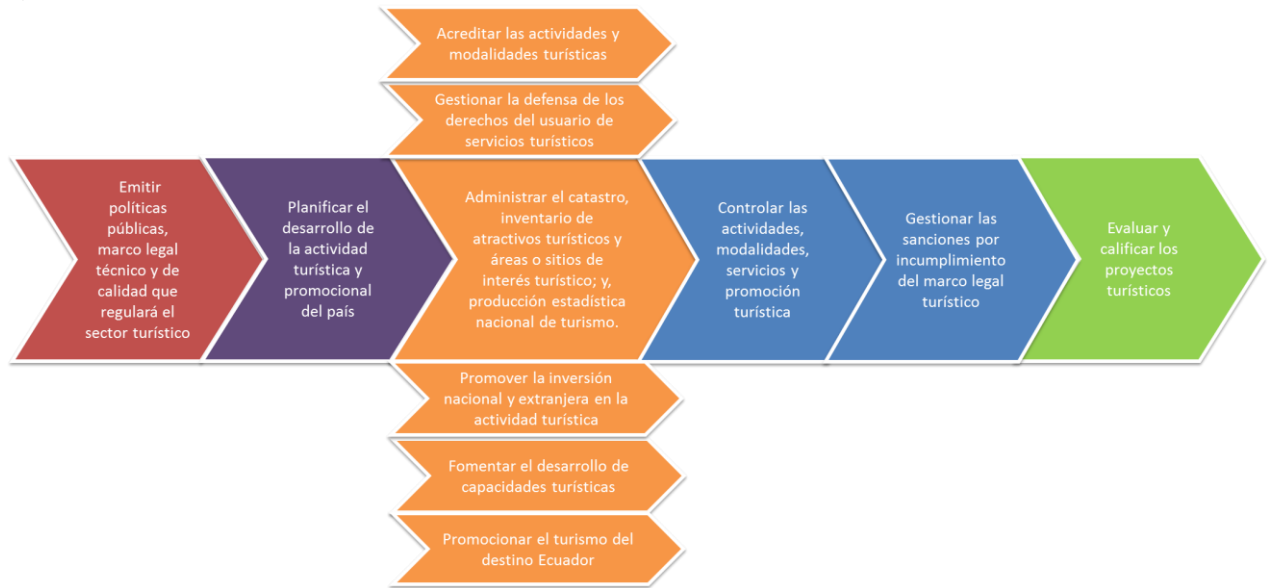 Acreditar las actividades y
modalidades turísticas
Gestionar la defensa de los
derechos del usuario de
servicios turísticos
Emitir
políticas
públicas,
marco legal
técnico y de
calidad que
regulará el
sector turístico
Planificar el
desarrollo de
la actividad
turística y
promocional
del país
Administrar el catastro,
inventario de
atractivos turísticos y
áreas o sitios de
interés turístico; y,
producción estadística
nacional de turismo.
Controlar las
actividades,
modalidades,
servicios y
promoción
turística
Gestionar las
sanciones por
incumplimiento
del marco legal
turístico
Evaluar y
calificar los
proyectos
turísticos
Promover la inversión
nacional y extranjera en la
actividad turística
Fomentar el desarrollo de
capacidades turísticas
Promocionar el turismo del
destino Ecuador